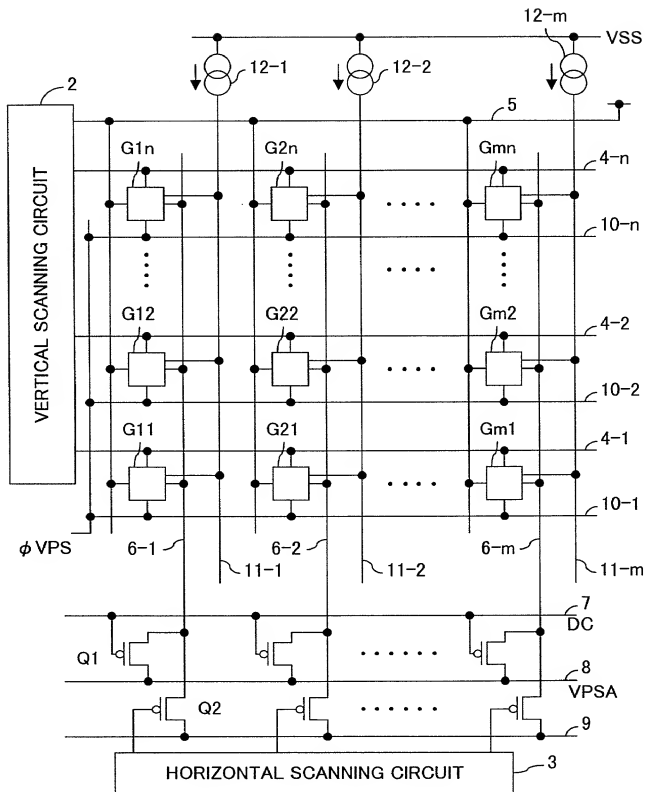 12-m
VSS
12-1
12-2
2
5
G1n
G2n
Gmn
4-n
10-n
VERTICAL SCANNING CIRCUIT
G12
G22
Gm2
4-2
10-2
G11
G21
Gm1
4-1
10-1
φVPS
6-1
6-2
6-m
11-1
11-2
11-m
7
DC
Q1
8
VPSA
Q2
9
HORIZONTAL SCANNING CIRCUIT
3